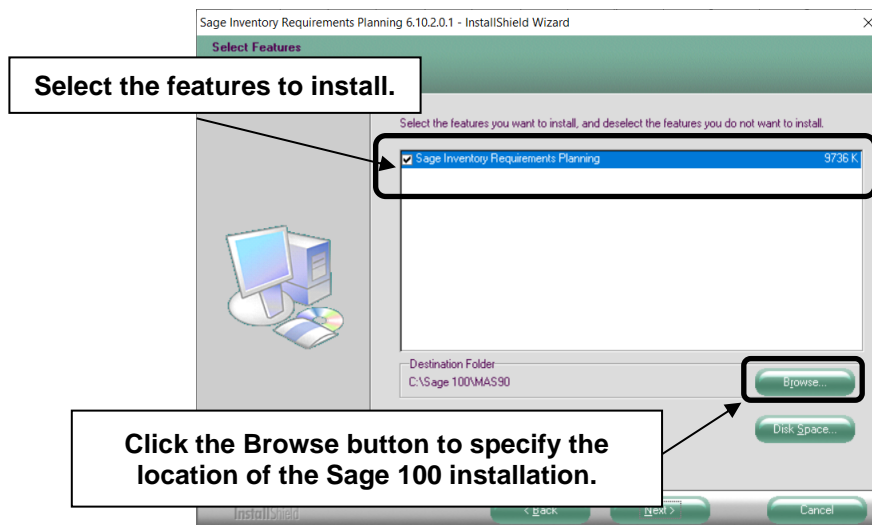 Sage Inventory Requirements Planning 6.10.2.0.1 - InstallShield Wizard
Select Features
Select the features to install.
Select the features you want to install, and deselect the features you do not want to install.
Sage Inventory Requirements Planning 9736 K
Destination Folder
C:\Sage 100\MAS90
Browse...
Disk Space...
Click the Browse button to specify the
location of the Sage 100 installation.
InstallShield
< Back
Next >
Cancel